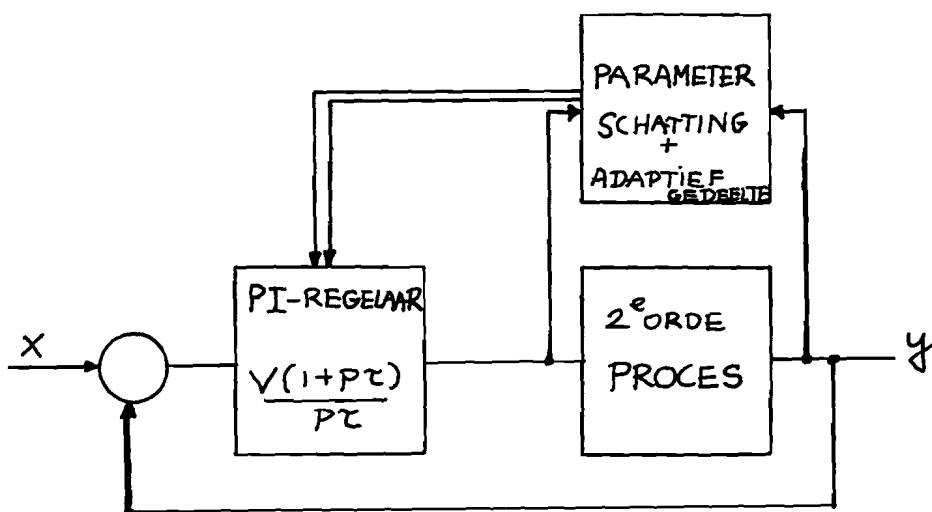 PARAMETER
SCHATTING
+
ADAPTIEF
GEDEELTE
PI-REGELAAR
V(1+pτ)
pτ
2e ORDE
PROCES
x
y